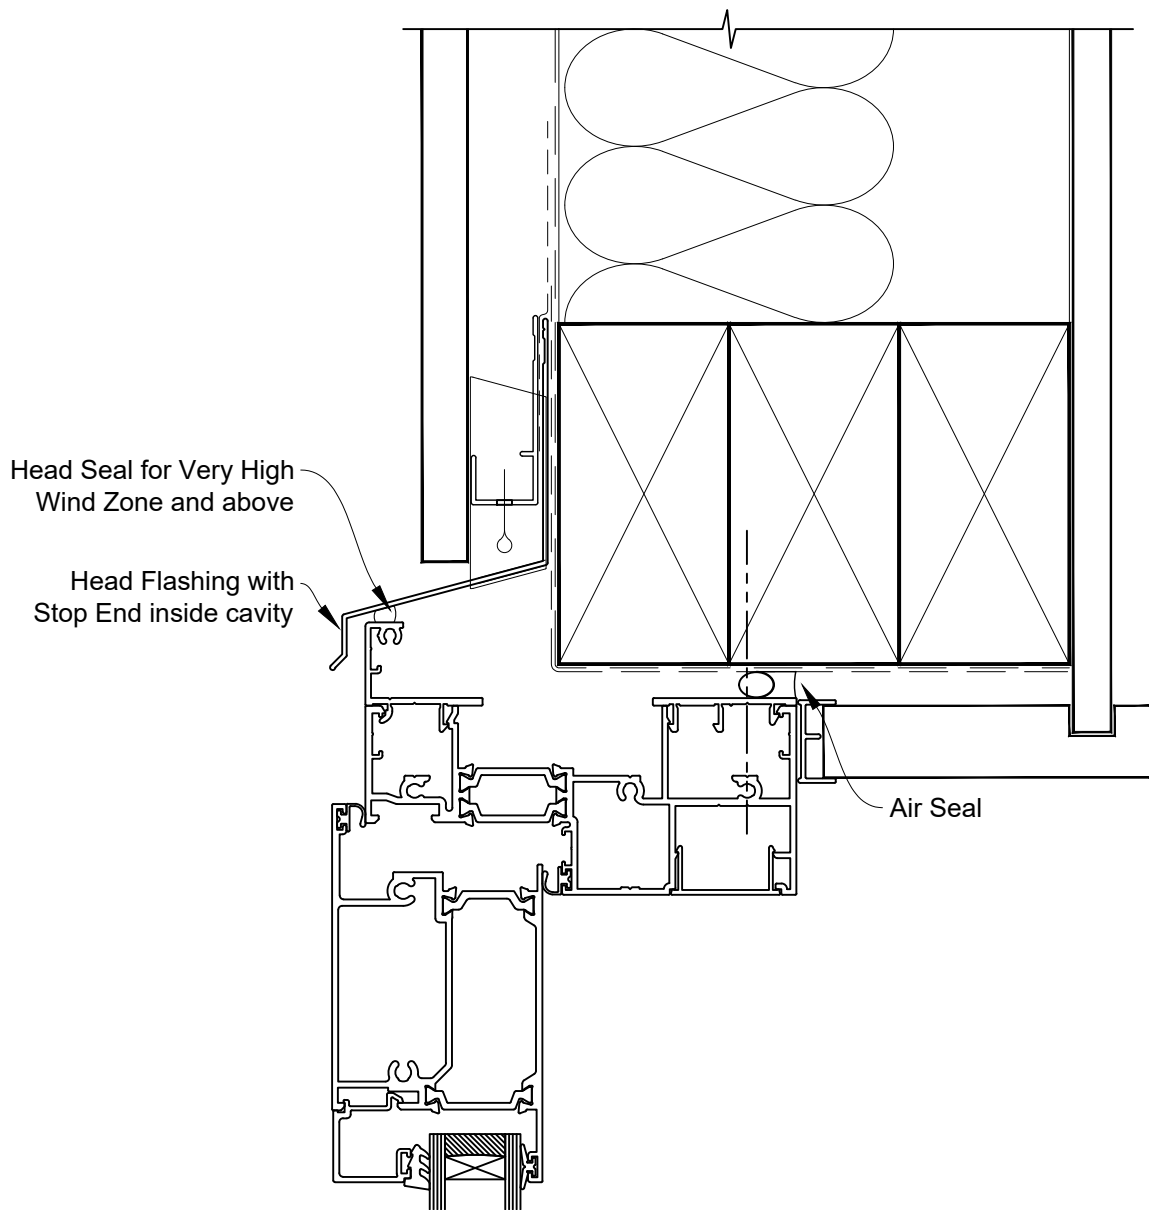 Head Seal for Very High
Wind Zone and above
Head Flashing with
Stop End inside cavity
Air Seal